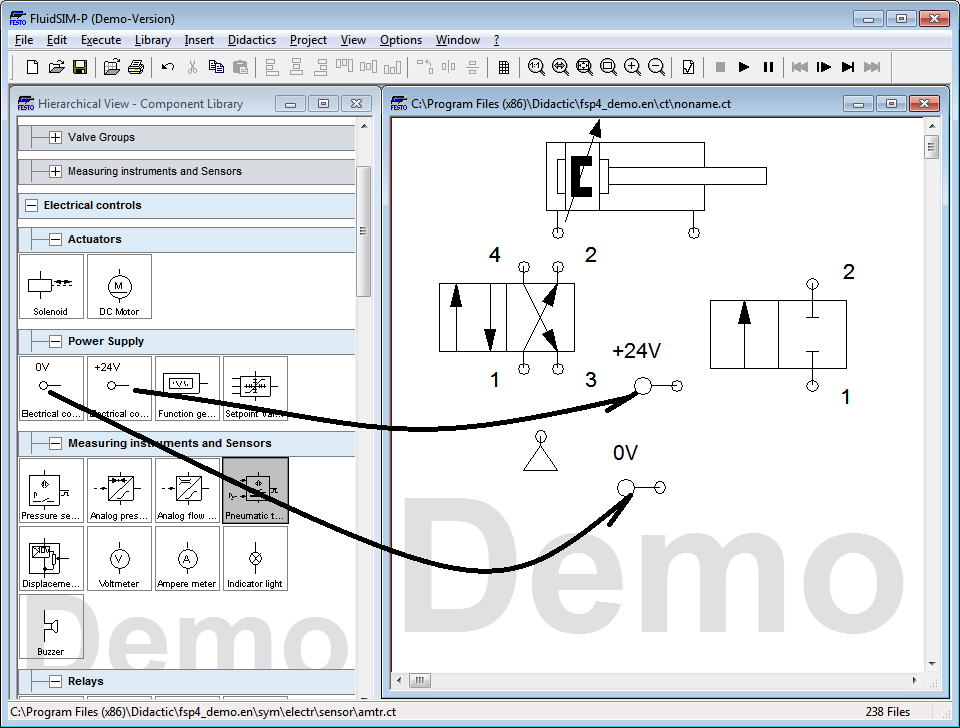 FluidSIM-P (Demo-Version)
File Edit Execute Library Insert Didactics Project View Options Window ?
FESTO Hierarchical View - Component Library
Valve Groups
Measuring instruments and Sensors
Electrical controls
Actuators
Solenoid
M
DC Motor
Power Supply
0V
Electrical co...
+24V
Electrical co...
Function ge...
Setpoint val...
Measuring instruments and Sensors
Pressure se...
Analog pres...
Analog flow ...
Pneumatic t...
Displaceme...
V
Voltmeter
A
Ampere meter
Indicator light
Buzzer
Relays
Demo
FESTO C:\Program Files (x86)\Didactic\fsp4_demo.en\ct\noname.ct
4 2
2
1 3
+24V
1
0V
Demo
C:\Program Files (x86)\Didactic\fsp4_demo.en\sym\electr\sensor\amtr.ct 238 Files